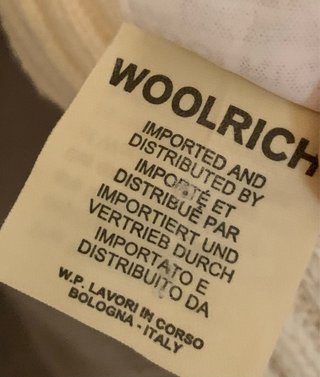 WOOLRICH
IMPORTED AND
DISTRIBUTED BY
IMPORTÉ ET
DISTRIBUÉ PAR
IMPORTIERT UND
VERTRIEB DURCH
IMPORTATO E
DISTRIBUITO DA
W.P. LAVORI IN CORSO
BOLOGNA - ITALY